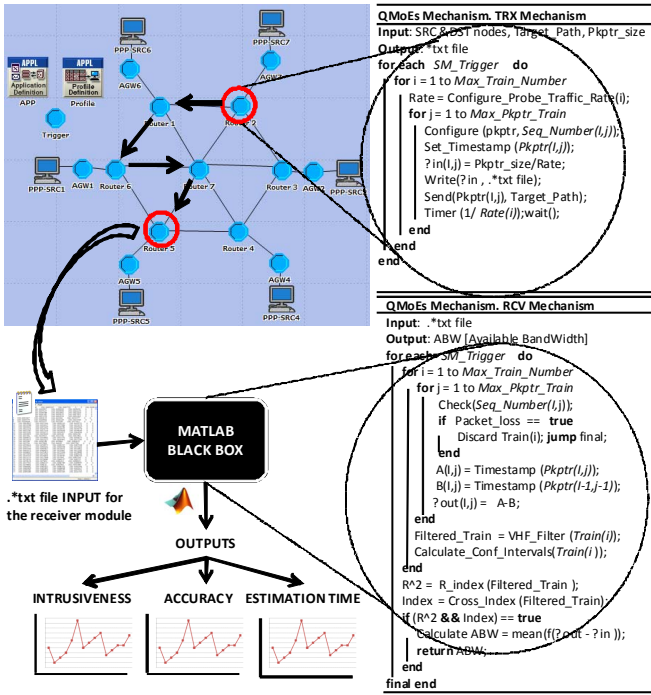 PPP-SRC6
PPP-SRC7
APPL
APPL
Application
Definition
Profile
Definition
APP
Profile
AGW6
Trigger
Router 1
PPP-SRC1
AGW1
Router 6
Router 7
Router 3
AGW2
Router 5
Router 4
AGW5
AGW4
PPP-SRC5
PPP-SRC4
QMoEs Mechanism. TRX Mechanism
Input: SRC & DST nodes, Target_Path, Pkptr_size
Output: *txt file
for each SM_Trigger do
for i = 1 to Max_Train_Number
Rate = Configure_Probe_Traffic_Rate(i);
for j = 1 to Max_Pkptr_Train
Configure (pkptr, Seq_Number(I,j));
Set_Timestamp (Pkptr(I,j));
?in(I,j) = Pkptr_size/Rate;
Write(?in , .*txt file);
Send(Pkptr(I,j), Target_Path);
Timer (1/ Rate(i));wait();
end
end
end
QMoEs Mechanism. RCV Mechanism
Input: .*txt file
Output: ABW [Available BandWidth]
for each SM_Trigger do
for i = 1 to Max_Train_Number
for j = 1 to Max_Pkptr_Train
Check(Seq_Number(I,j));
if Packet_loss == true
Discard Train(i); jump final;
end
A(I,j) = Timestamp (Pkptr(I,j));
B(I,j) = Timestamp (Pkptr(I-1,j-1));
?out(I,j) = A-B;
end
Filtered_Train = VHF_Filter (Train(i));
Calculate_Conf_Intervals(Train(i ));
end
R^2 = R_index (Filtered_Train );
Index = Cross_Index (Filtered_Train);
if (R^2 && Index) == true
Calculate ABW = mean(f(?out - ?in ));
return ABW;
end
final end
MATLAB
BLACK BOX
.*txt file INPUT for
the receiver module
OUTPUTS
INTRUSIVENESS
ACCURACY
ESTIMATION TIME